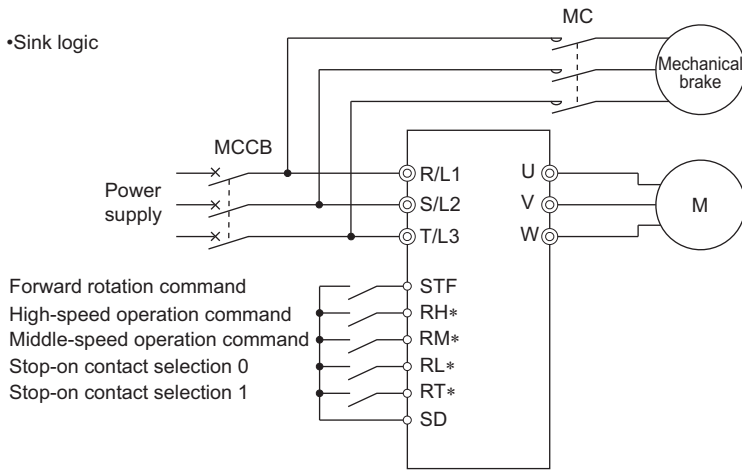 MC
•Sink logic
Mechanical
brake
MCCB
R/L1
U
Power
supply
S/L2
V
M
T/L3
W
Forward rotation command
STF
High-speed operation command
RH*
Middle-speed operation command
RM*
Stop-on contact selection 0
RL*
Stop-on contact selection 1
RT*
SD